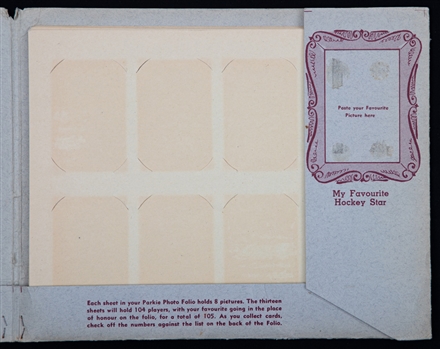 Paste your Favourite
Picture here
My Favourite
Hockey Star
Each sheet in your Parkie Photo Folio holds 8 pictures. The thirteen
sheets will hold 104 players, with your favourite going in the place
of honour on the folio, for a total of 105. As you collect cards,
check off the numbers against the list on the back of the Folio.